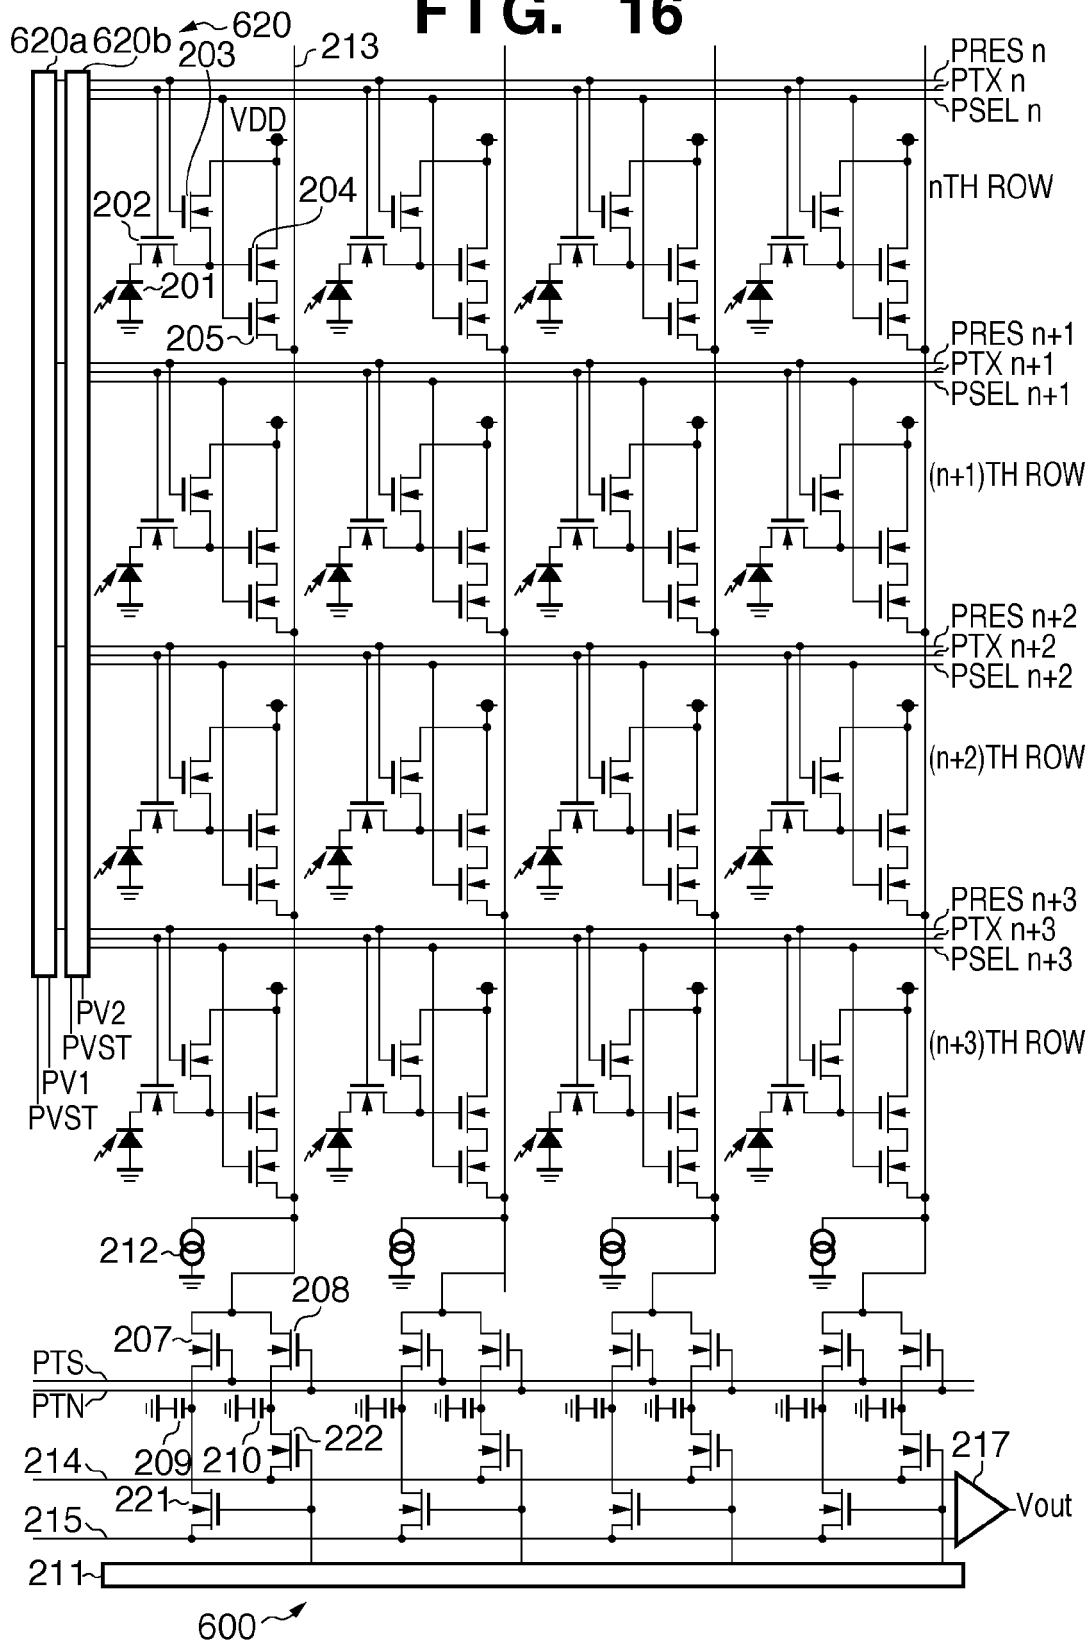 FIG. 16
620a 620b 620
203
213
PRES n
PTX n
PSEL n
VDD
nTH ROW
202
204
201
205
PRES n+1
PTX n+1
PSEL n+1
(n+1)TH ROW
PRES n+2
PTX n+2
PSEL n+2
(n+2)TH ROW
PRES n+3
PTX n+3
PSEL n+3
PV2
PVST
PV1
PVST
(n+3)TH ROW
212
208
207
PTS
PTN
222
214 209 210
217
221
Vout
215
211
600